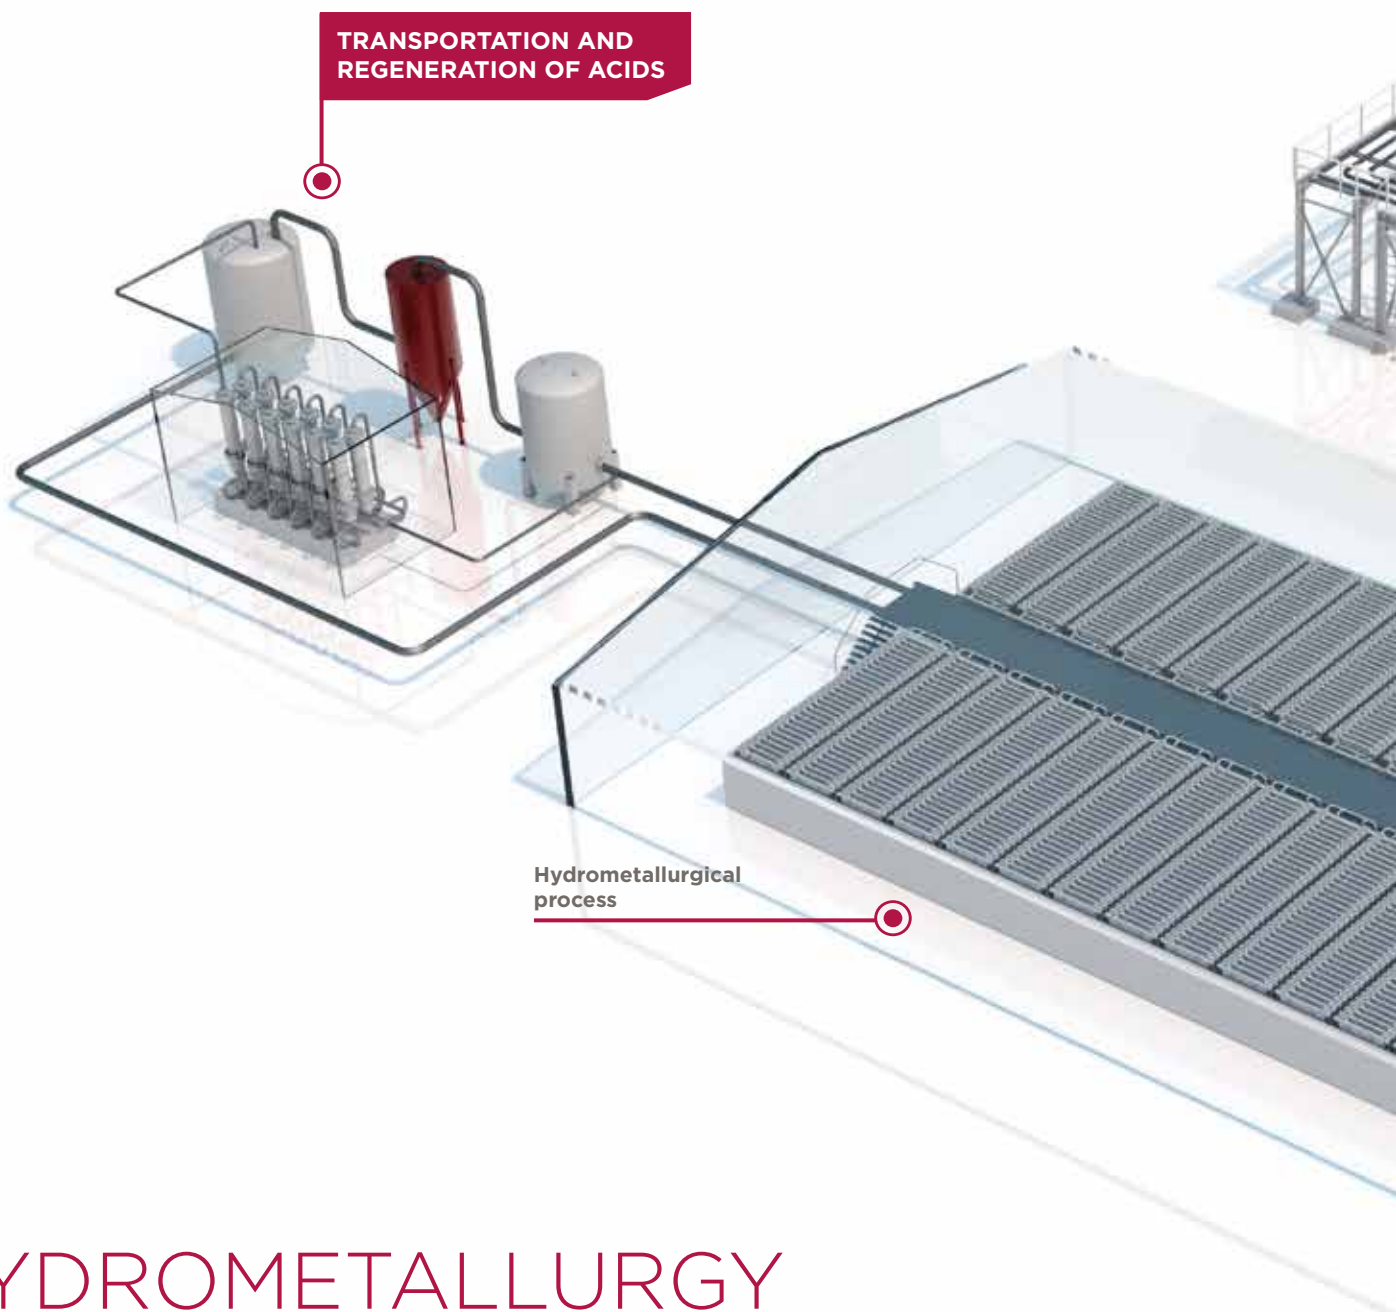 TRANSPORTATION AND
REGENERATION OF ACIDS
Hydrometallurgical
process
YDROMETALLURGY